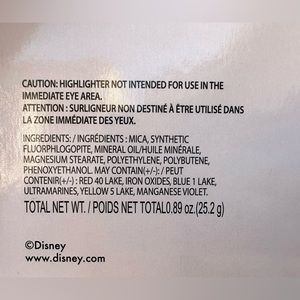 CAUTION: HIGHLIGHTER NOT INTENDED FOR USE IN THE
IMMEDIATE EYE AREA.
ATTENTION : SURLIGNEUR NON DESTINÉ À ÊTRE UTILISÉ DANS
LA ZONE IMMÉDIATE DES YEUX.
INGREDIENTS: / INGRÉDIENTS : MICA, SYNTHETIC
FLUORPHLOGOPITE, MINERAL OIL/HUILE MINÉRALE,
MAGNESIUM STEARATE, POLYETHYLENE, POLYBUTENE,
PHENOXYETHANOL. MAY CONTAIN(+/-) : / PEUT
CONTENIR(+/-) : RED 40 LAKE, IRON OXIDES, BLUE 1 LAKE,
ULTRAMARINES, YELLOW 5 LAKE, MANGANESE VIOLET.
TOTAL NET WT. / POIDS NET TOTAL0.89 oz. (25.2 g)
©Disney
www.disney.com